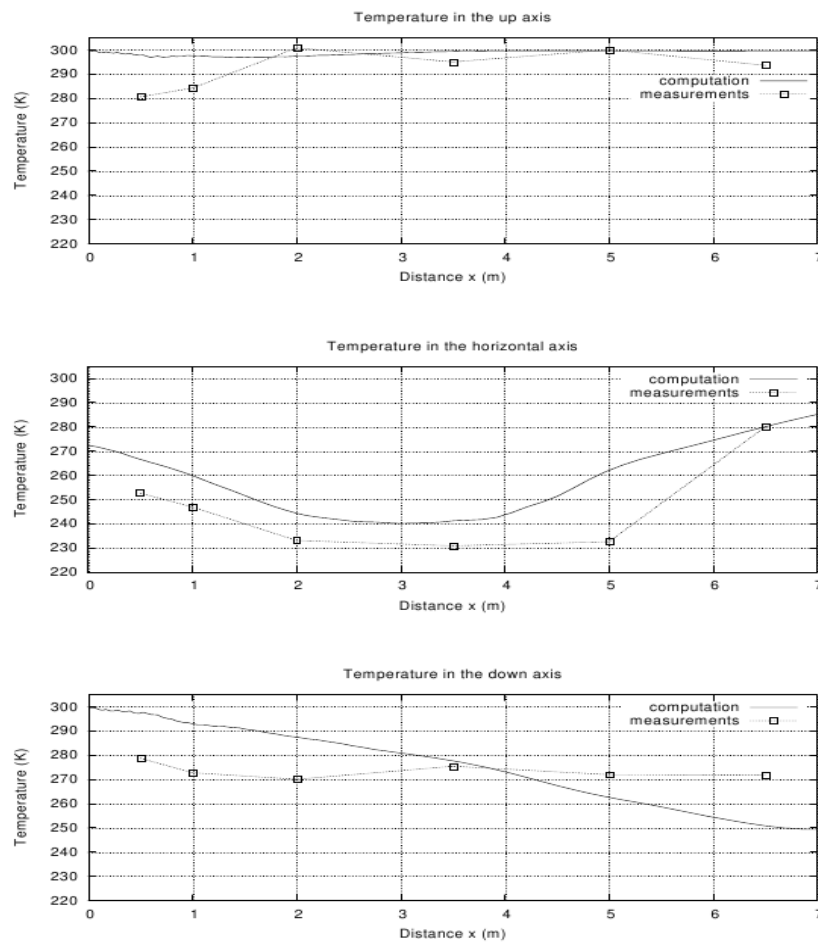 Temperature in the up axis
Temperature (K)
300
290
280
270
260
250
240
230
220
computation
measurements
0 1 2 3 4 5 6 7
Distance x (m)
Temperature in the horizontal axis
Temperature (K)
300
290
280
270
260
250
240
230
220
computation
measurements
0 1 2 3 4 5 6 7
Distance x (m)
Temperature in the down axis
Temperature (K)
300
290
280
270
260
250
240
230
220
computation
measurements
0 1 2 3 4 5 6 7
Distance x (m)